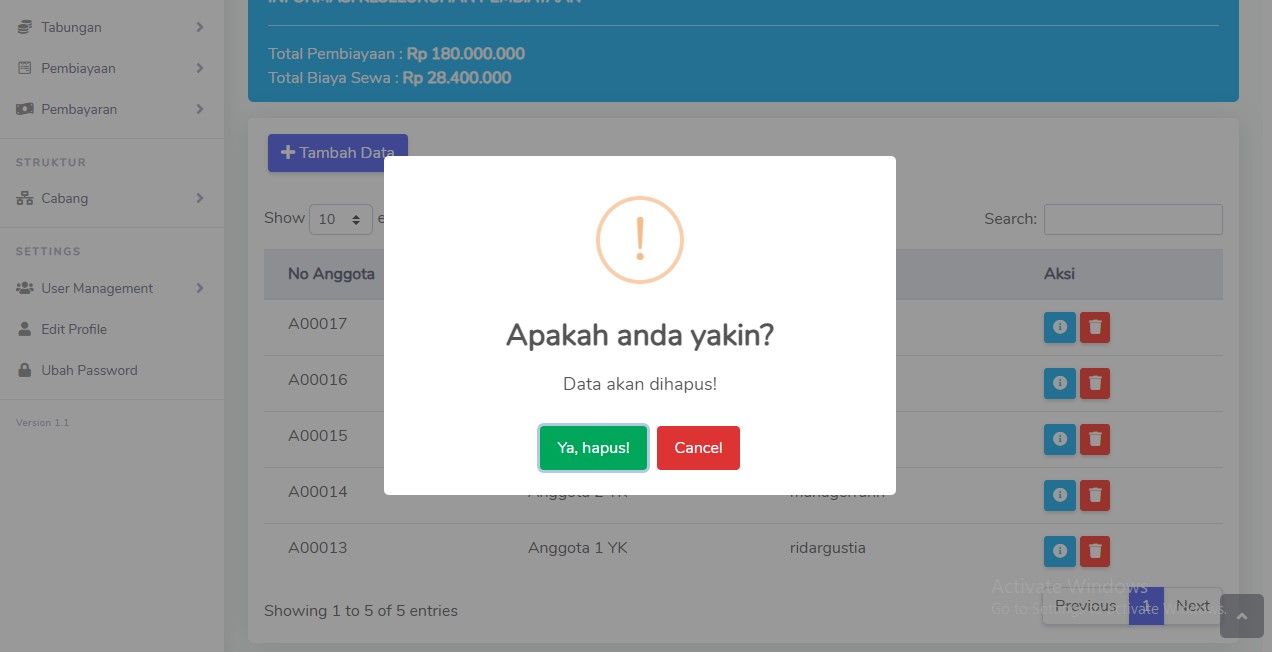 INFORMASI KESELURUHAN PEMBIAYAAN
Total Pembiayaan : Rp 180.000.000
Total Biaya Sewa : Rp 28.400.000
Tabungan
Pembiayaan
Pembayaran
STRUKTUR
Cabang
SETTINGS
User Management
Edit Profile
Ubah Password
Version 1.1
Tambah Data
Show 10 e
Search:
No Anggota Aksi
A00017
A00016
A00015
A00014 Anggota 2 YK
A00013 Anggota 1 YK ridargustia
Showing 1 to 5 of 5 entries
Previous 1 Next
Apakah anda yakin?
Data akan dihapus!
Ya, hapus! Cancel
Activate Windows
Go to Settings to activate Windows.